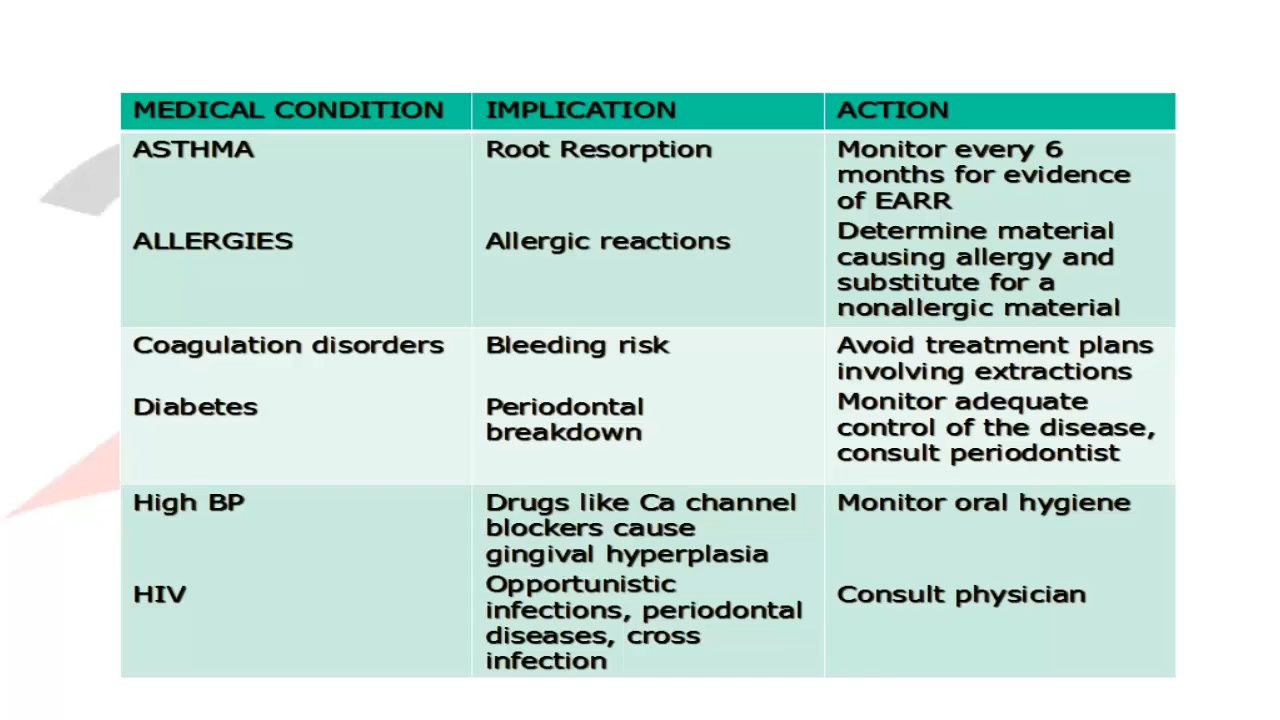 MEDICAL CONDITION IMPLICATION ACTION
ASTHMA Root Resorption Monitor every 6
months for evidence
of EARR
ALLERGIES Allergic reactions Determine material
causing allergy and
substitute for a
nonallergic material
Coagulation disorders Bleeding risk Avoid treatment plans
involving extractions
Diabetes Periodontal
breakdown Monitor adequate
control of the disease,
consult periodontist
High BP Drugs like Ca channel
blockers cause
gingival hyperplasia Monitor oral hygiene
HIV Opportunistic
infections, periodontal
diseases, cross
infection Consult physician